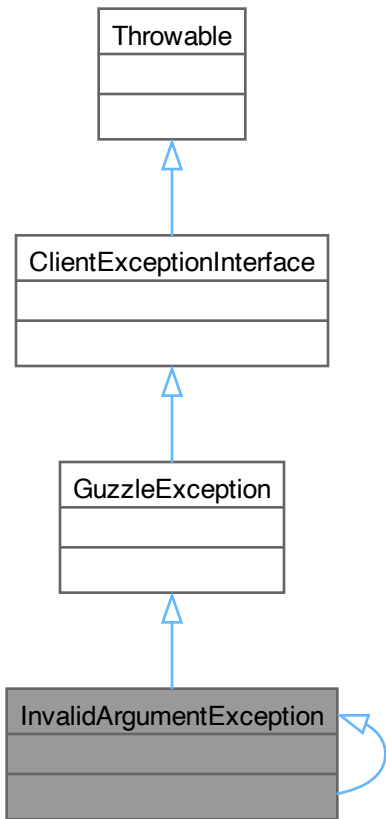 Throwable
ClientExceptionInterface
GuzzleException
InvalidArgumentException